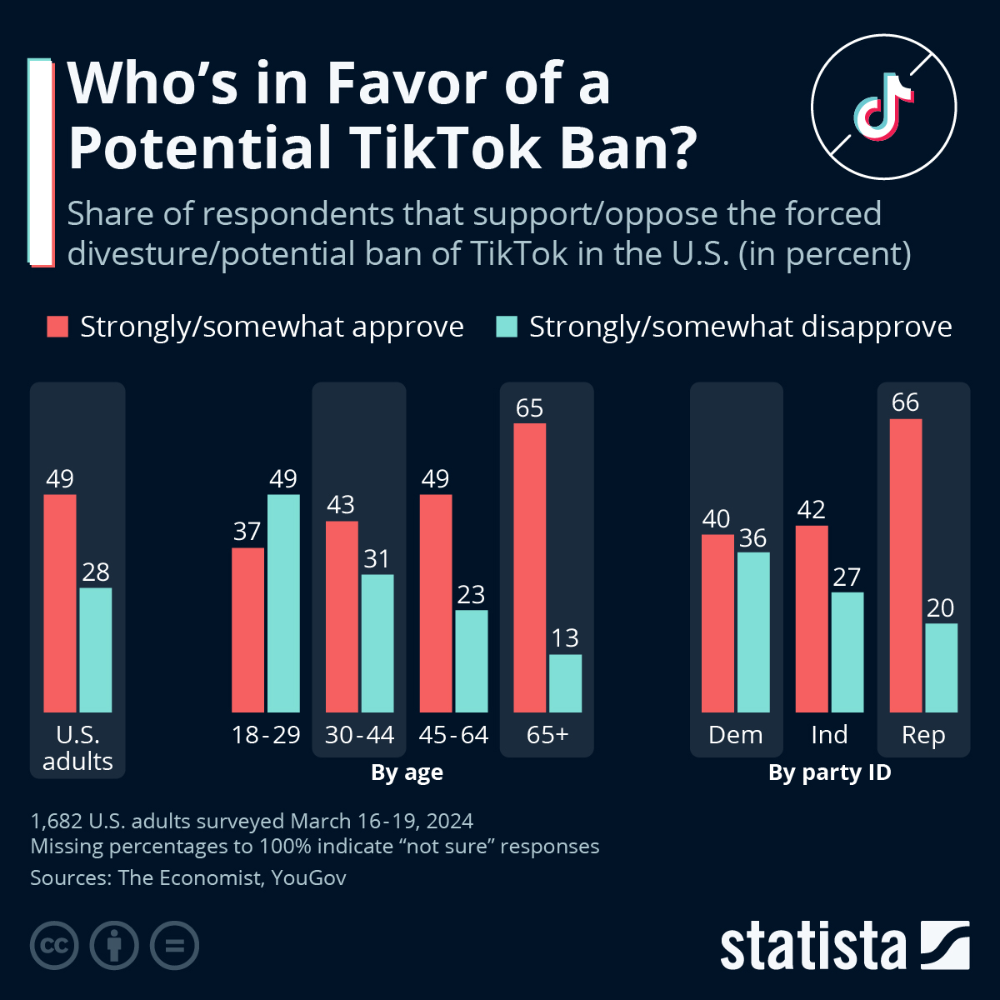 Who's in Favor of a
Potential TikTok Ban?
Share of respondents that support/oppose the forced
divesture/potential ban of TikTok in the U.S. (in percent)
Strongly/somewhat approve
Strongly/somewhat disapprove
49
28
U.S.
adults
37
49
18-29
43
31
30-44
49
23
45-64
65
13
65+
By age
40
36
Dem
42
27
Ind
66
20
Rep
By party ID
1,682 U.S. adults surveyed March 16-19, 2024
Missing percentages to 100% indicate “not sure” responses
Sources: The Economist, YouGov
cc
statista